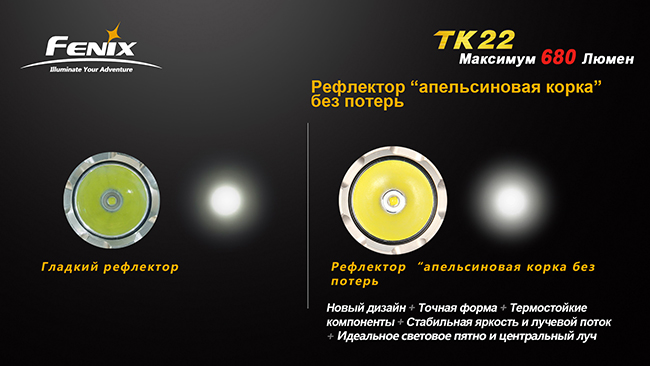 FENIX
Illuminate Your Adventure
TK22
Максимум 680 Люмен
Рефлектор “апельсиновая корка”
без потерь
Гладкий рефлектор
Рефлектор “апельсиновая корка без
потерь
Новый дизайн + Точная форма + Термостойкие
компоненты + Стабильная яркость и лучевой поток
+ Идеальное световое пятно и центральный луч